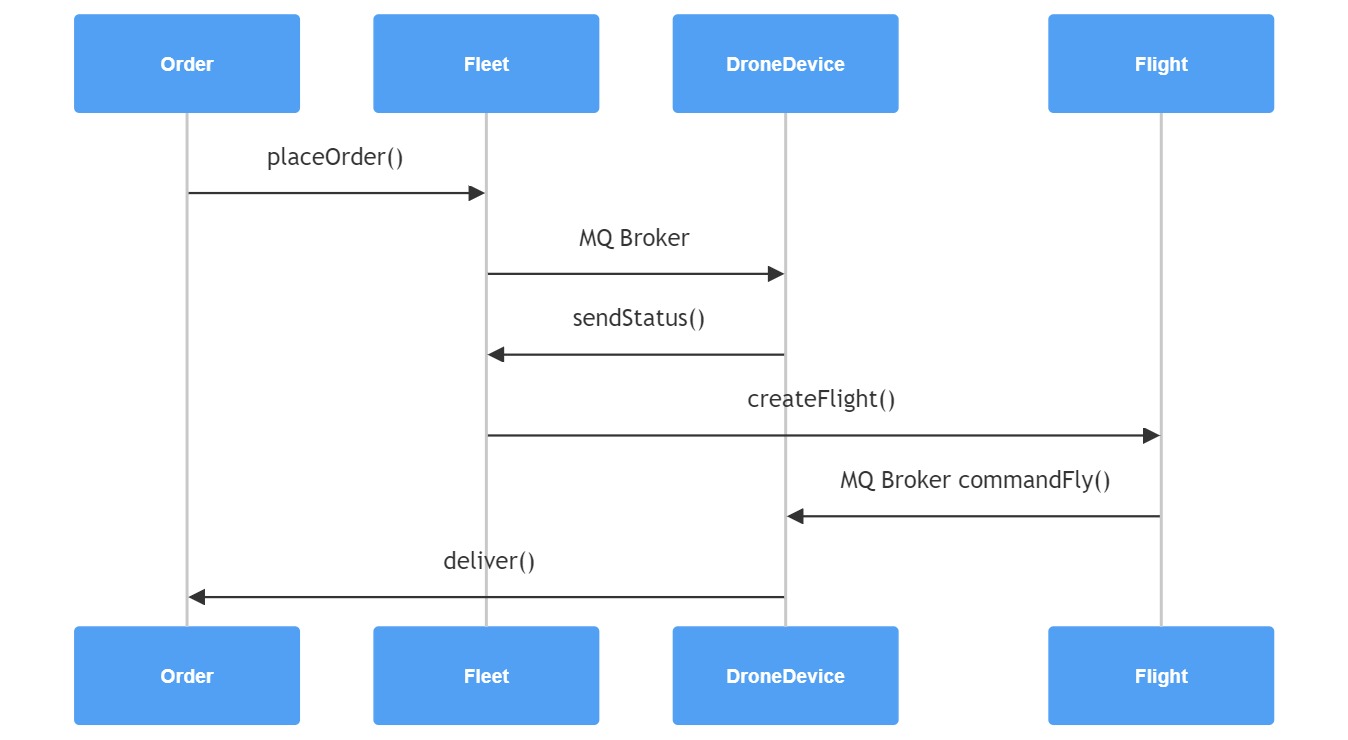 Order
Fleet
DroneDevice
Flight
placeOrder()
MQ Broker
sendStatus()
createFlight()
MQ Broker commandFly()
deliver()
Order
Fleet
DroneDevice
Flight